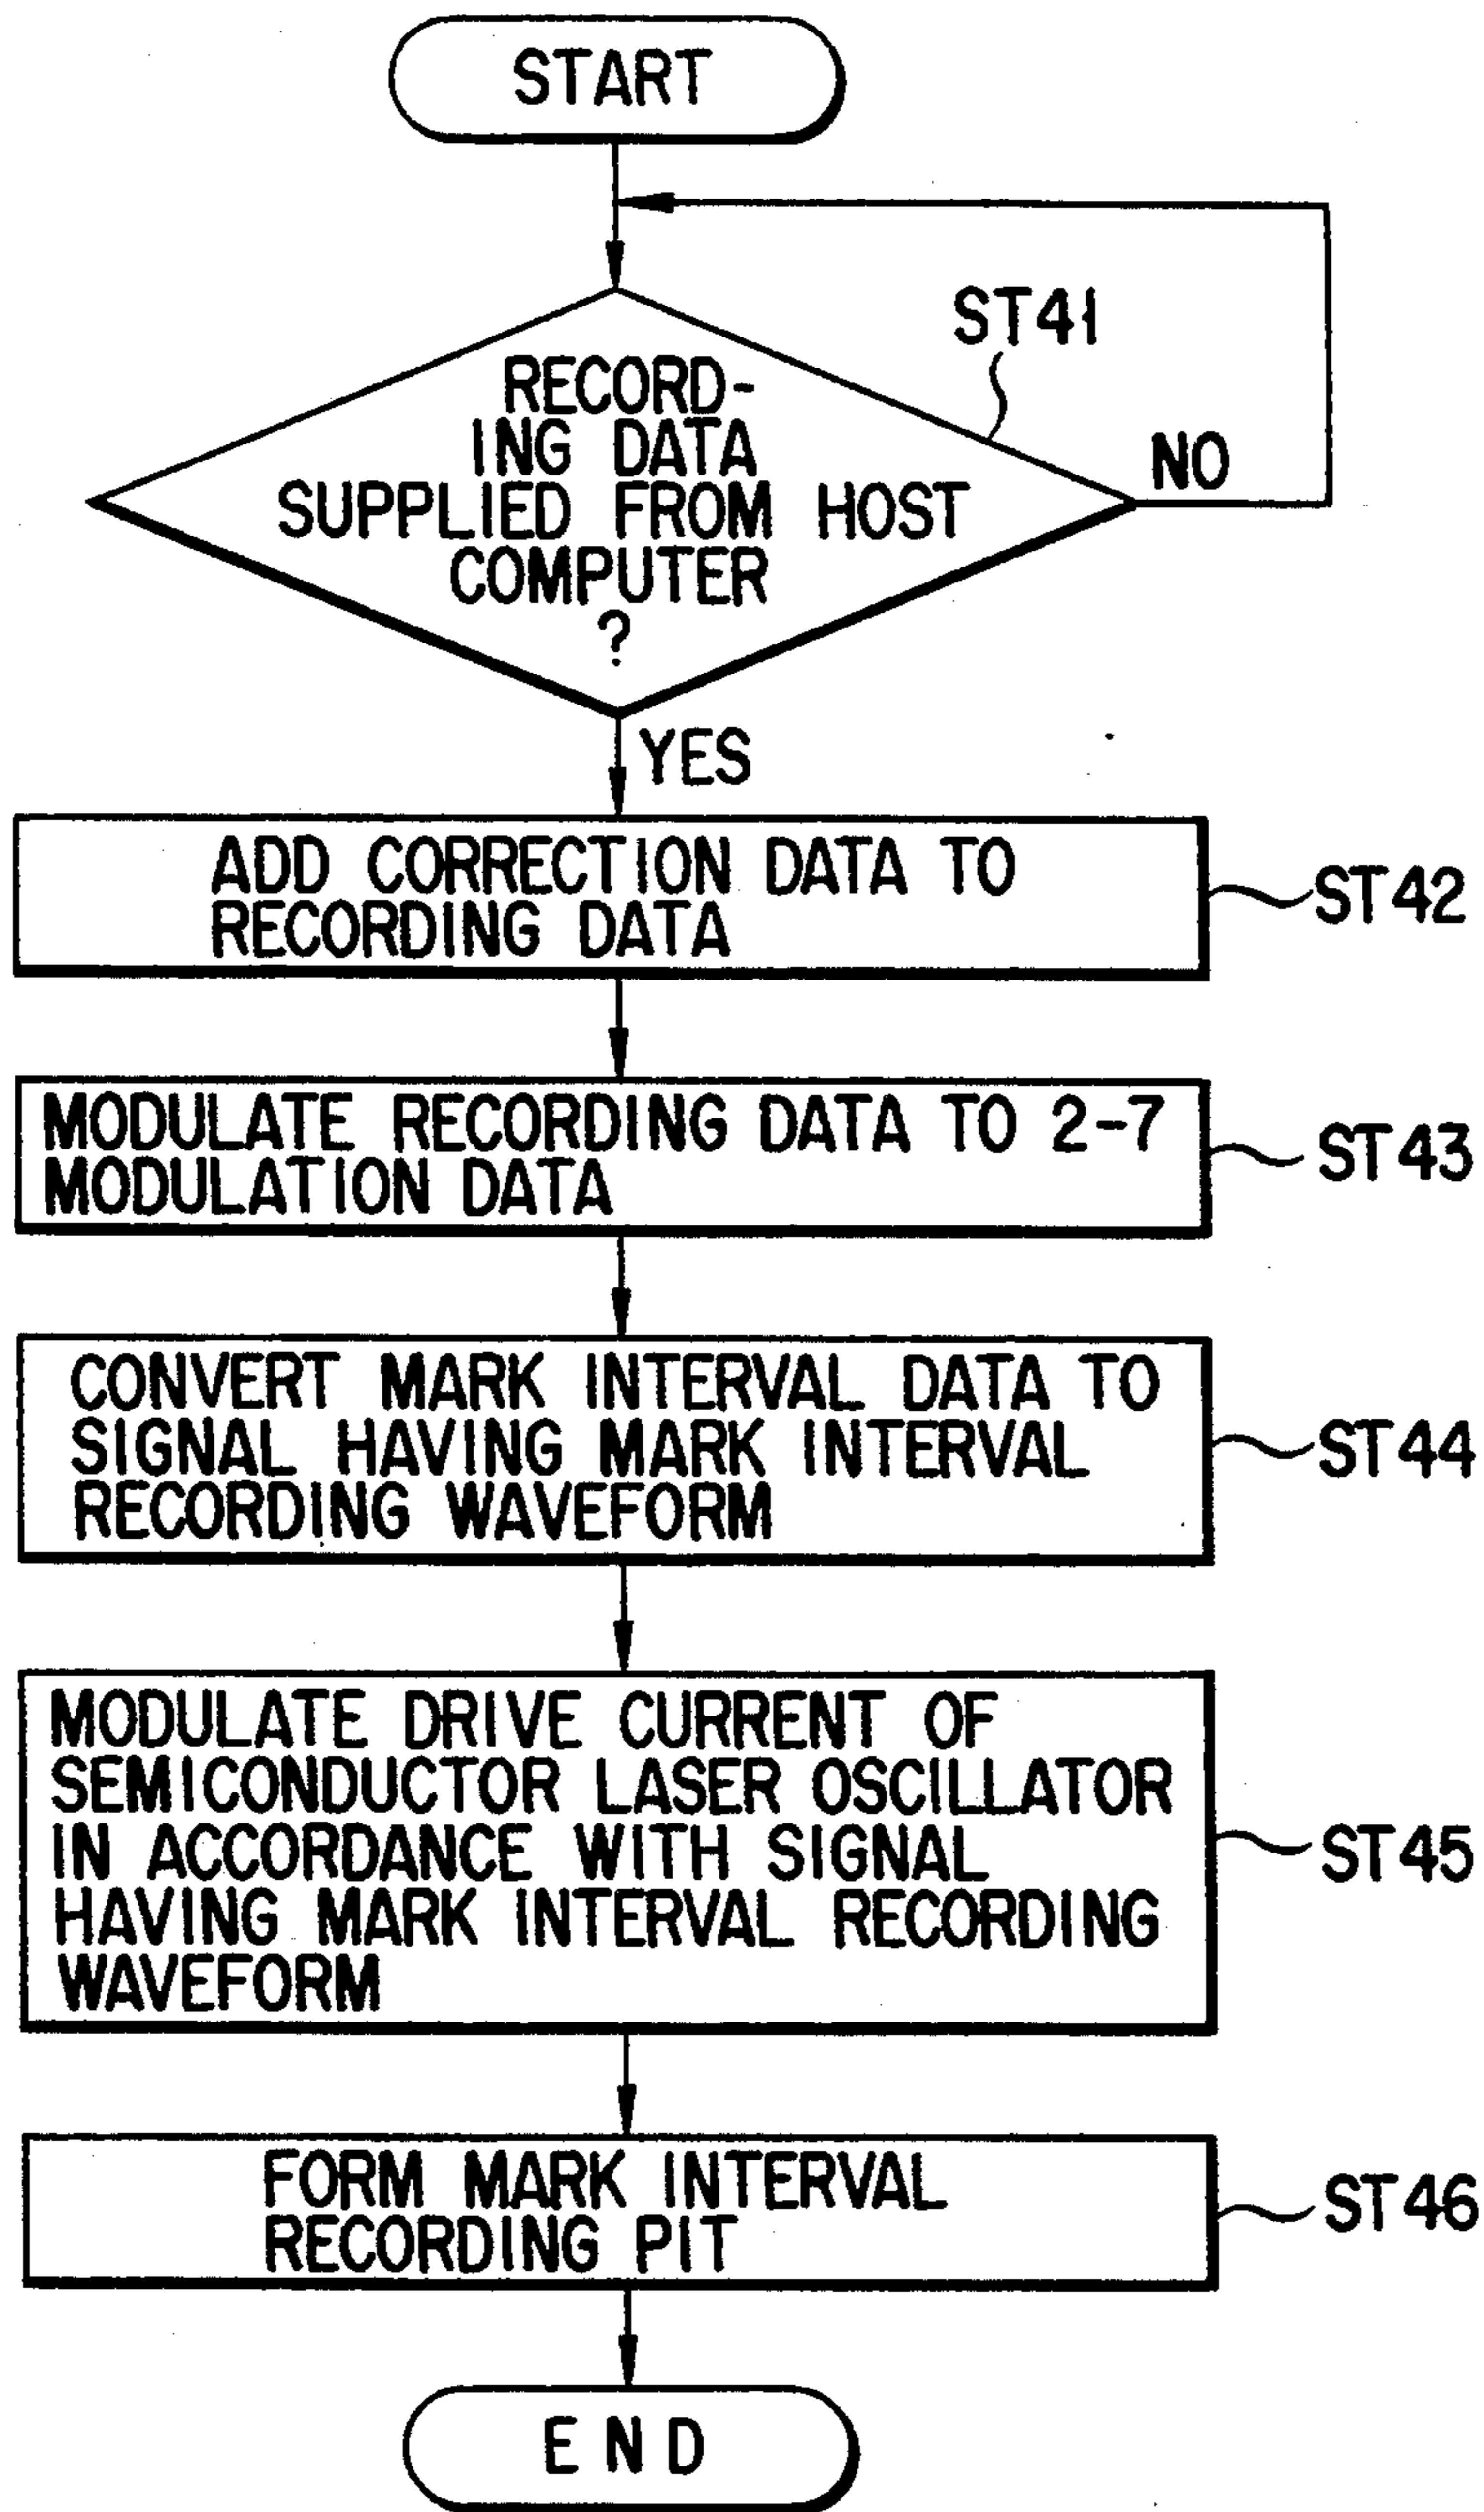 START
ST41
RECORD-
ING DATA
SUPPLIED FROM HOST
COMPUTER
?
NO
YES
ADD CORRECTION DATA TO
RECORDING DATA
ST42
MODULATE RECORDING DATA TO 2-7
MODULATION DATA
ST43
CONVERT MARK INTERVAL DATA TO
SIGNAL HAVING MARK INTERVAL
RECORDING WAVEFORM
ST44
MODULATE DRIVE CURRENT OF
SEMICONDUCTOR LASER OSCILLATOR
IN ACCORDANCE WITH SIGNAL
HAVING MARK INTERVAL RECORDING
WAVEFORM
ST45
FORM MARK INTERVAL
RECORDING PIT
ST46
END